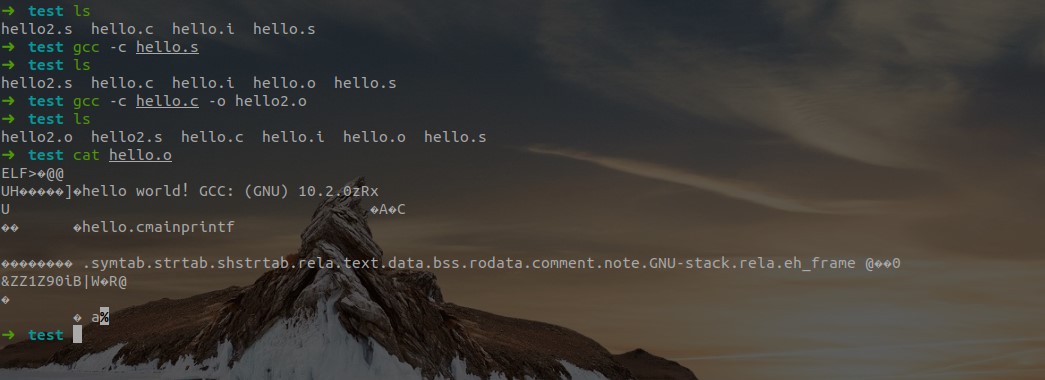 ➜ test ls
hello2.s hello.c hello.i hello.s
➜ test gcc -c hello.s
➜ test ls
hello2.s hello.c hello.i hello.o hello.s
➜ test gcc -c hello.c -o hello2.o
➜ test ls
hello2.o hello2.s hello.c hello.i hello.o hello.s
➜ test cat hello.o
ELF>�@@
UH�����]�hello world! GCC: (GNU) 10.2.0zRx
U �A�C
�� �hello.cmainprintf
��������� .symtab.strtab.shstrtab.rela.text.data.bss.rodata.comment.note.GNU-stack.rela.eh_frame @��0
&ZZ1Z90iB|W�R@
�
� a%
➜ test